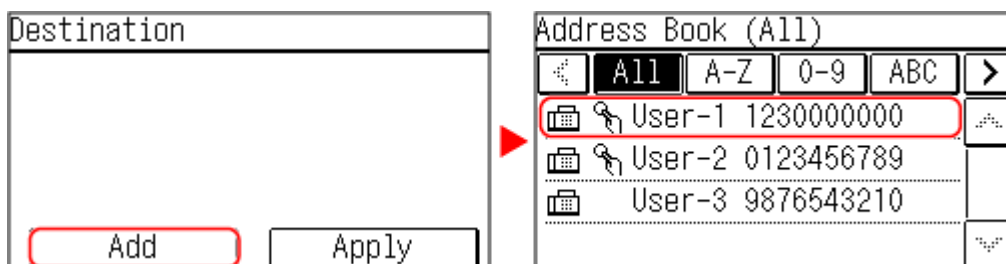 Destination
Add Apply
Address Book (All)
All A-Z 0-9 ABC
User-1 1230000000
User-2 0123456789
User-3 9876543210